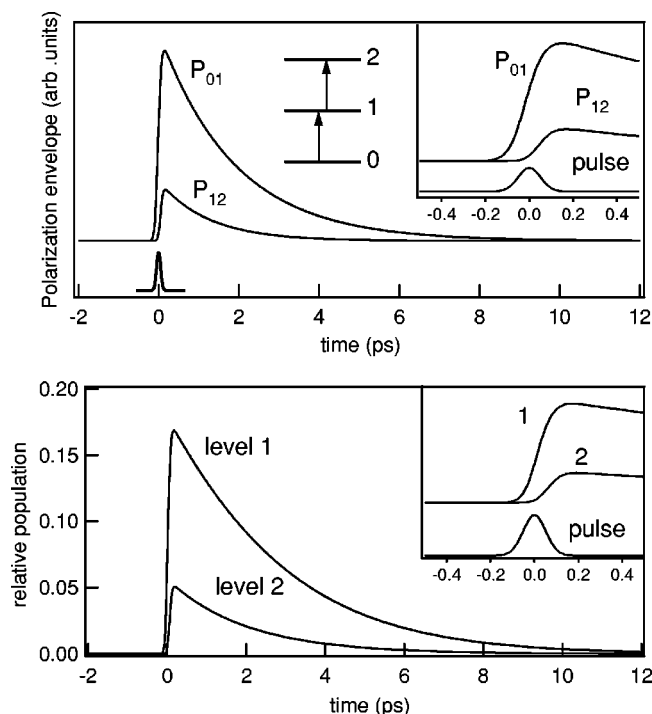 Polarization envelope (arb .units)
P01
P12
2
1
0
P01
P12
pulse
-0.4 -0.2 0.0 0.2 0.4
-2 0 2 4 6 8 10 12
time (ps)
relative population
0.20
0.15
0.10
0.05
0.00
level 1
level 2
1
2
pulse
-0.4 -0.2 0.0 0.2 0.4
-2 0 2 4 6 8 10 12
time (ps)